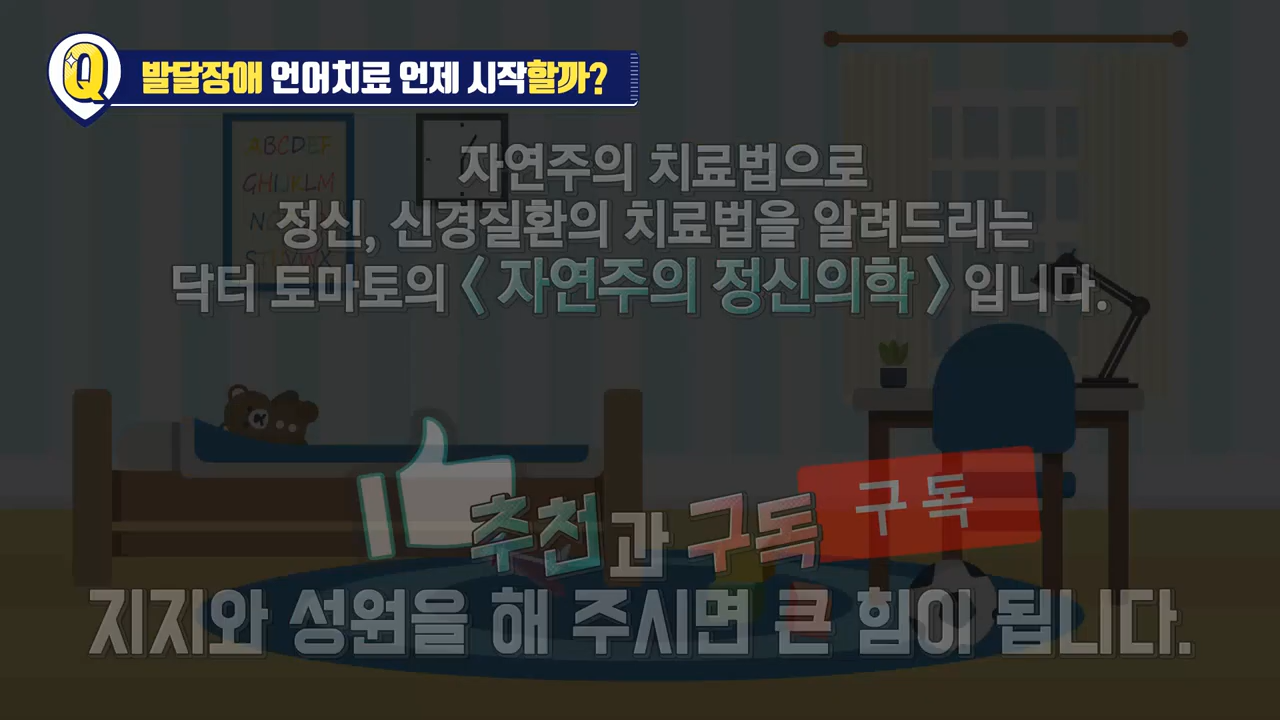 Q 발달장애 언어치료 언제 시작할까?
ABCDEF
GHIJKLM
자연주의 치료법으로
정신, 신경질환의 치료법을 알려드리는
닥터 토마토의 < 자연주의 정신의학 > 입니다.
추천과 구독
구독
지지와 성원을 해 주시면 큰 힘이 됩니다.